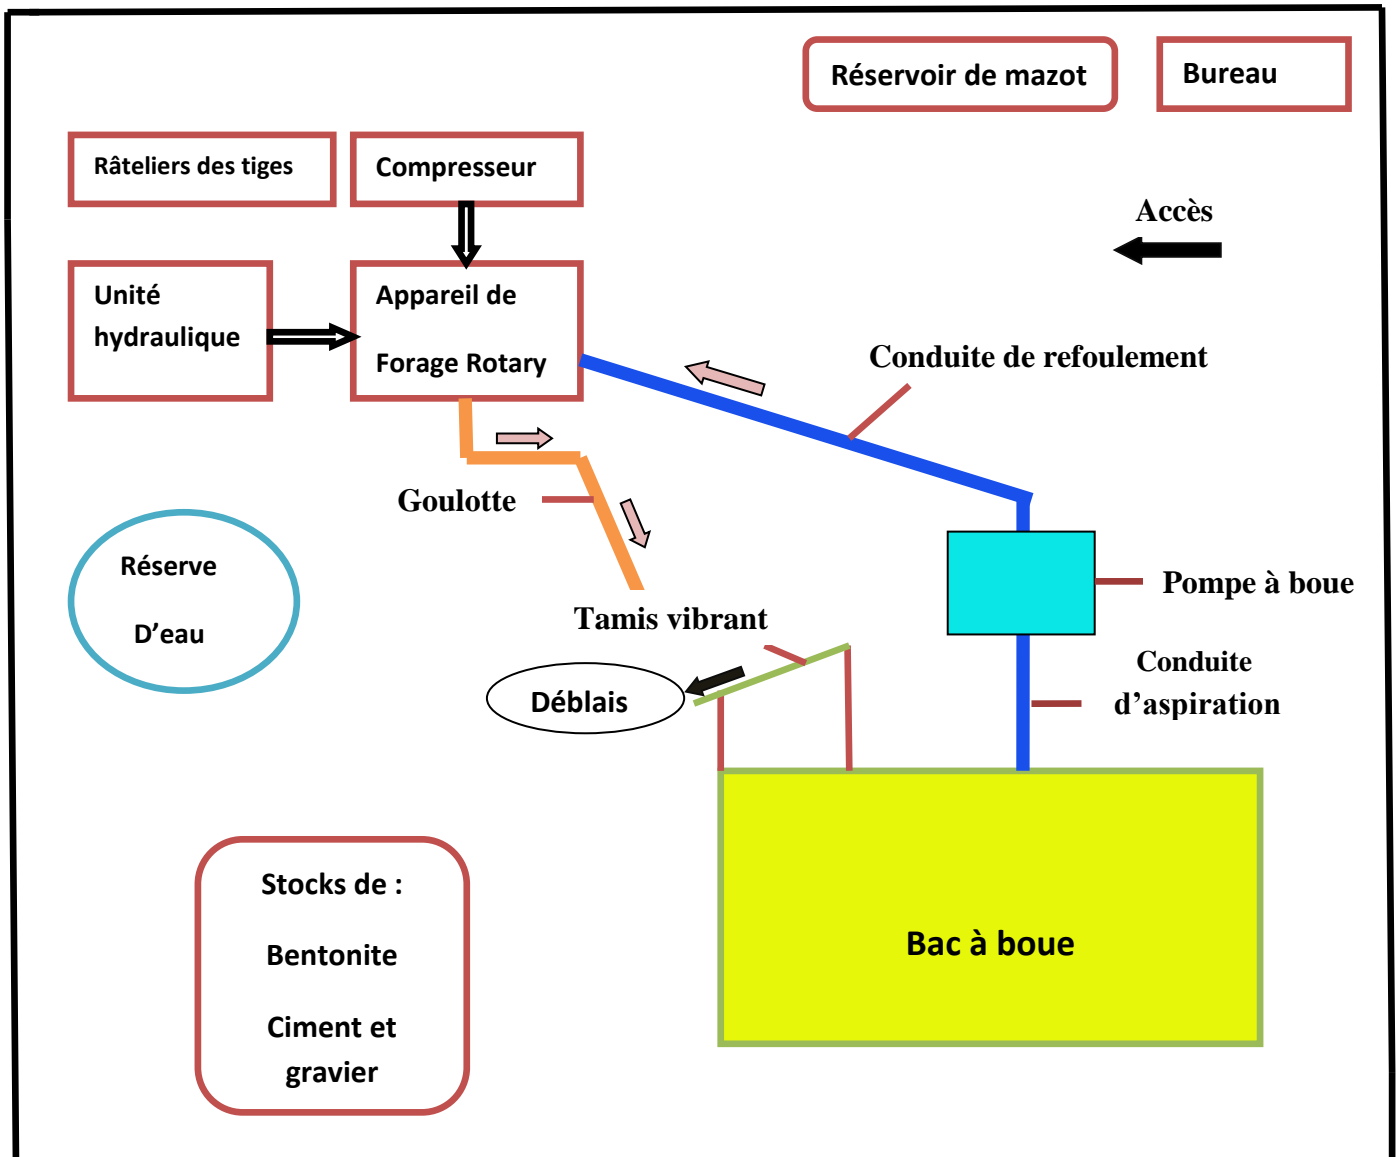 Réservoir de mazot
Bureau
Râteliers des tiges
Compresseur
Accès
Unité
hydraulique
Appareil de
Forage Rotary
Conduite de refoulement
Goulotte
Réserve
D’eau
Pompe à boue
Tamis vibrant
Conduite
d’aspiration
Déblais
Stocks de :
Bentonite
Ciment et
gravier
Bac à boue